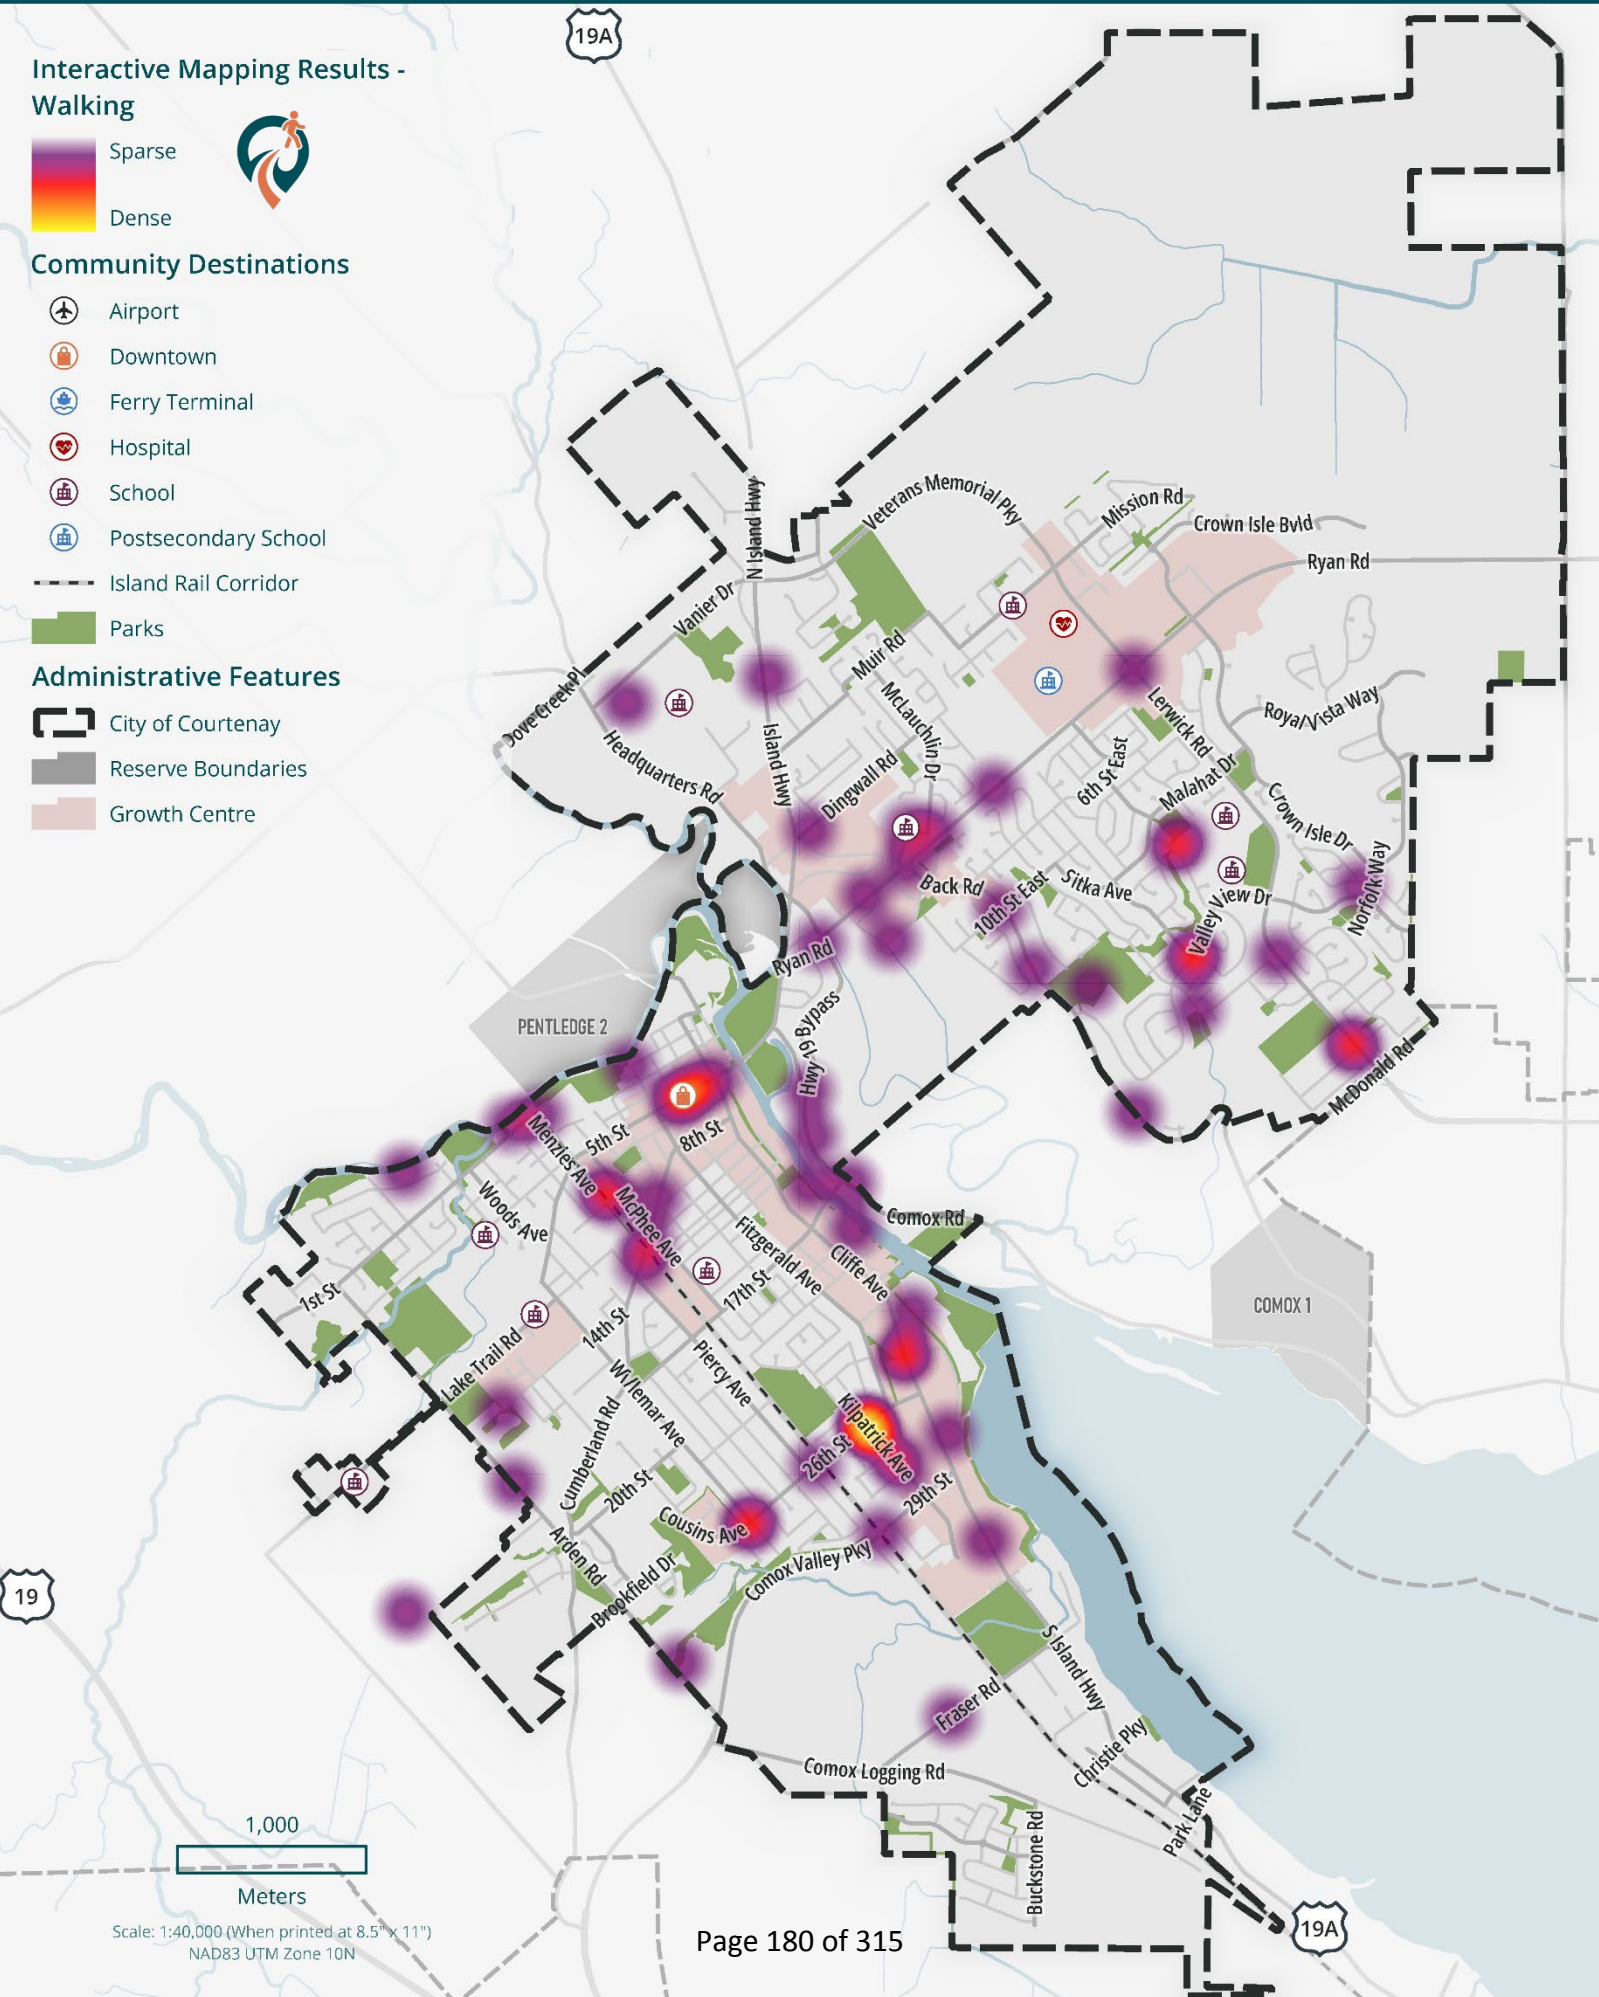 19A
Interactive Mapping Results -
Walking
Sparse
Dense
Community Destinations
Airport
Downtown
Ferry Terminal
Hospital
School
Postsecondary School
Island Rail Corridor
Parks
Administrative Features
City of Courtenay
Reserve Boundaries
Growth Centre
N Island Hwy
Veterans Memorial Pky
Mission Rd
Crown Isle Bvld
Ryan Rd
Vanier Dr
Muir Rd
Dove Creek Pl
Headquarters Rd
Island Hwy
McLauchlin Dr
Dingwall Rd
Lerwick Rd
Royal Vista Way
6th St East
Malahat Dr
Crown Isle Dr
Norfolk Way
Back Rd
10th St East
Sitka Ave
Valley View Dr
Ryan Rd
PENTLEDGE 2
Hwy 19 Bypass
McDonald Rd
Menzies Ave
5th St
8th St
Woods Ave
McPhee Ave
Fitzgerald Ave
Cliffe Ave
Comox Rd
COMOX 1
1st St
17th St
14th St
Lake Trail Rd
Piercy Ave
Willemar Ave
Kilpatrick Ave
Cumberland Rd
26th St
20th St
29th St
Cousins Ave
Arden Rd
Comox Valley Pky
Brookfield Dr
19
S Island Hwy
Fraser Rd
Christie Pky
Comox Logging Rd
Park Lane
Buckstone Rd
1,000
Meters
Scale: 1:40,000 (When printed at 8.5" x 11")
NAD83 UTM Zone 10N
Page 180 of 315
19A